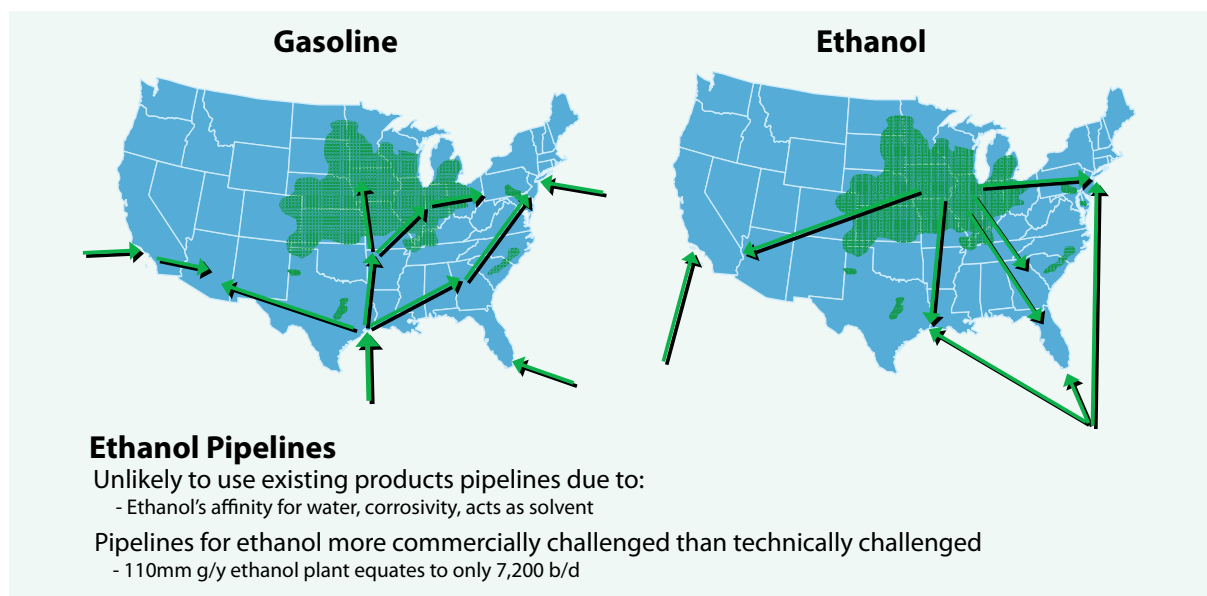 Gasoline
Ethanol
Ethanol Pipelines
Unlikely to use existing products pipelines due to:
- Ethanol’s affinity for water, corrosivity, acts as solvent
Pipelines for ethanol more commercially challenged than technically challenged
- 110mm g/y ethanol plant equates to only 7,200 b/d